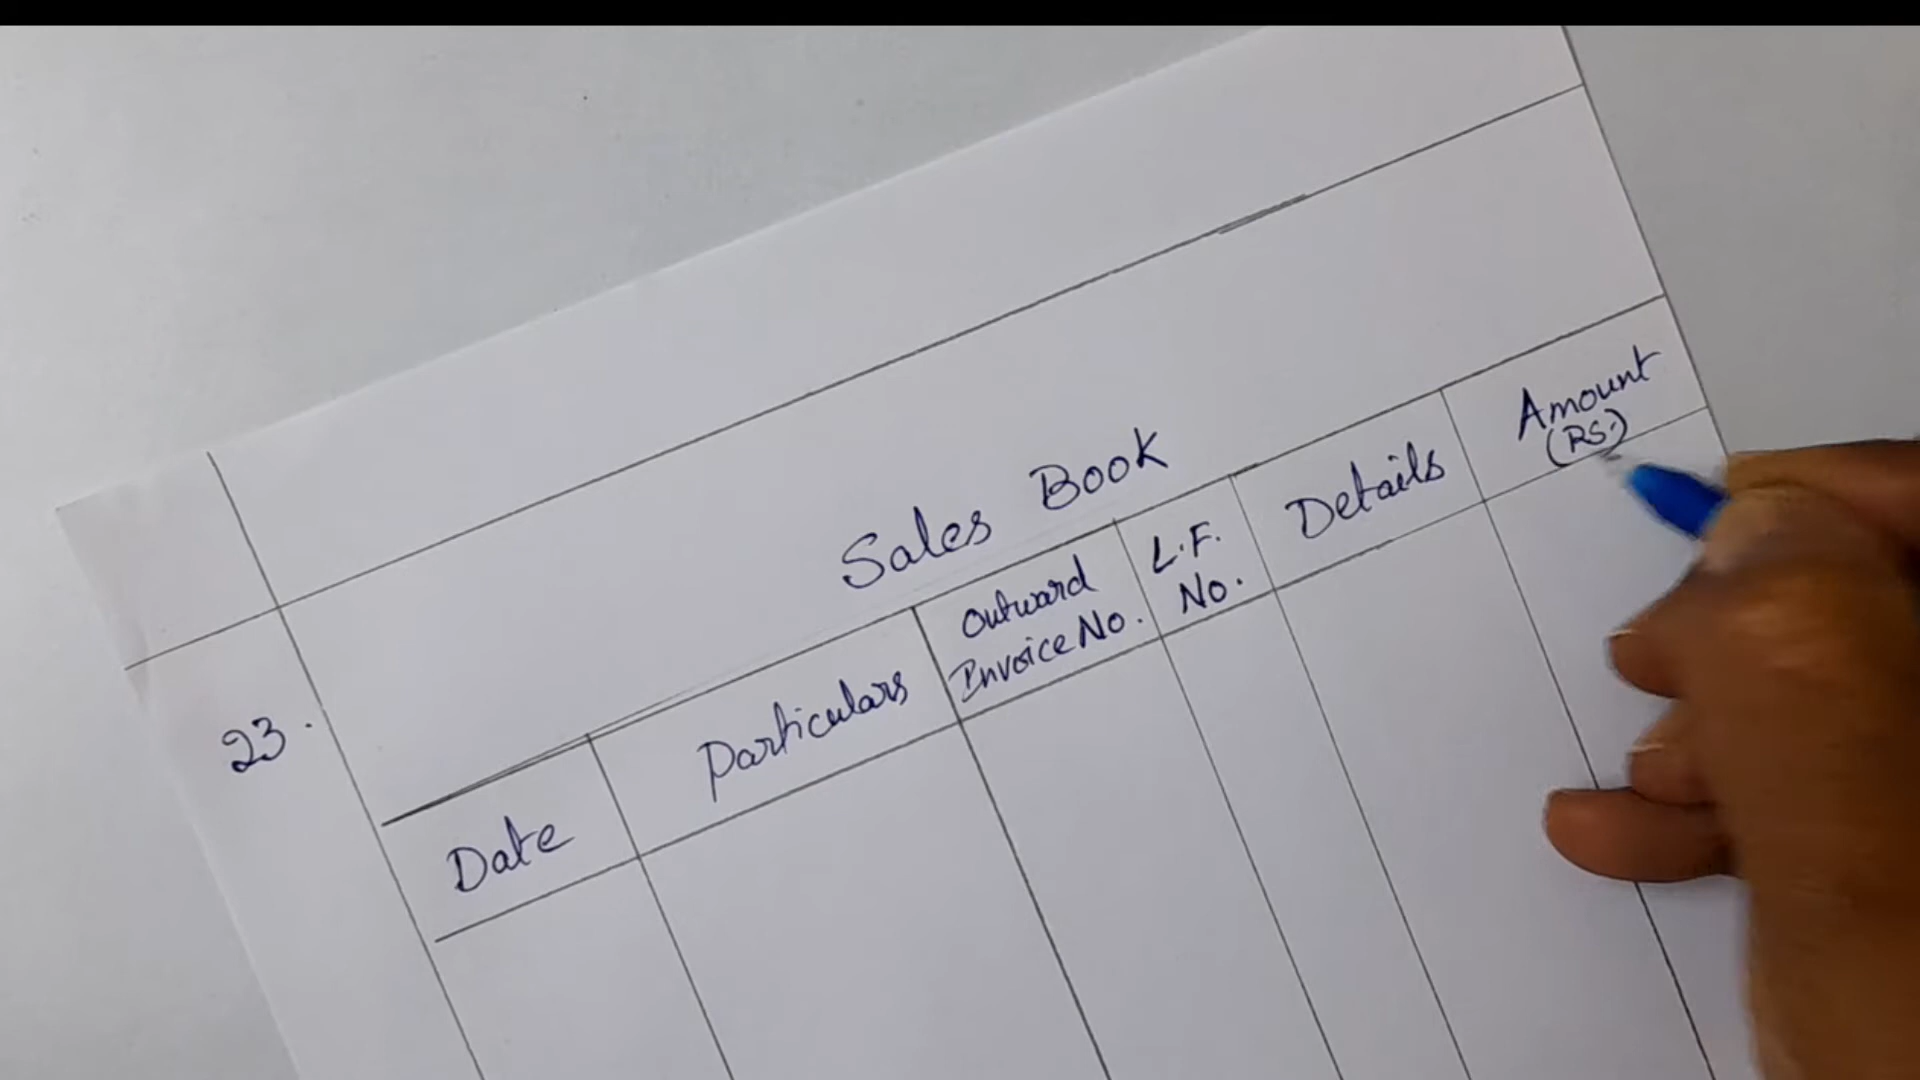 23.
Sales Book
Date
Particulars
Outward
Invoice No.
L.F.
No.
Details
Amount
(RS.)